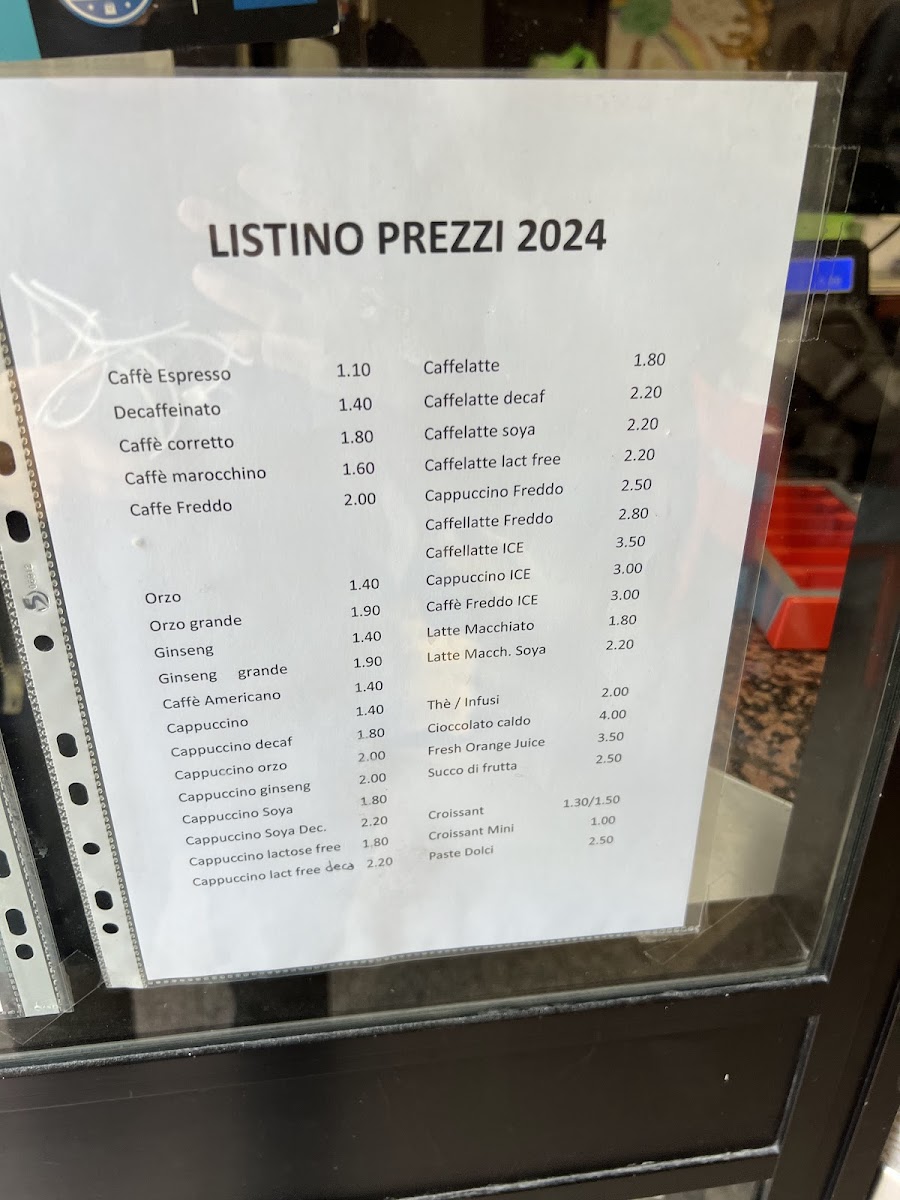 LISTINO PREZZI 2024
Caffè Espresso 1.10
Decaffeinato 1.40
Caffè corretto 1.80
Caffè marocchino 1.60
Caffe Freddo 2.00
Orzo 1.40
Orzo grande 1.90
Ginseng 1.40
Ginseng grande 1.90
Caffè Americano 1.40
Cappuccino 1.40
Cappuccino decaf 1.80
Cappuccino orzo 2.00
Cappuccino ginseng 2.00
Cappuccino Soya 1.80
Cappuccino Soya Dec. 2.20
Cappuccino lactose free 1.80
Cappuccino lact free deca 2.20
Caffelatte 1.80
Caffelatte decaf 2.20
Caffelatte soya 2.20
Caffelatte lact free 2.20
Cappuccino Freddo 2.50
Caffellatte Freddo 2.80
Caffellatte ICE 3.50
Cappuccino ICE 3.00
Caffè Freddo ICE 3.00
Latte Macchiato 1.80
Latte Macch. Soya 2.20
Thè / Infusi 2.00
Cioccolato caldo 4.00
Fresh Orange Juice 3.50
Succo di frutta 2.50
Croissant 1.30/1.50
Croissant Mini 1.00
Paste Dolci 2.50